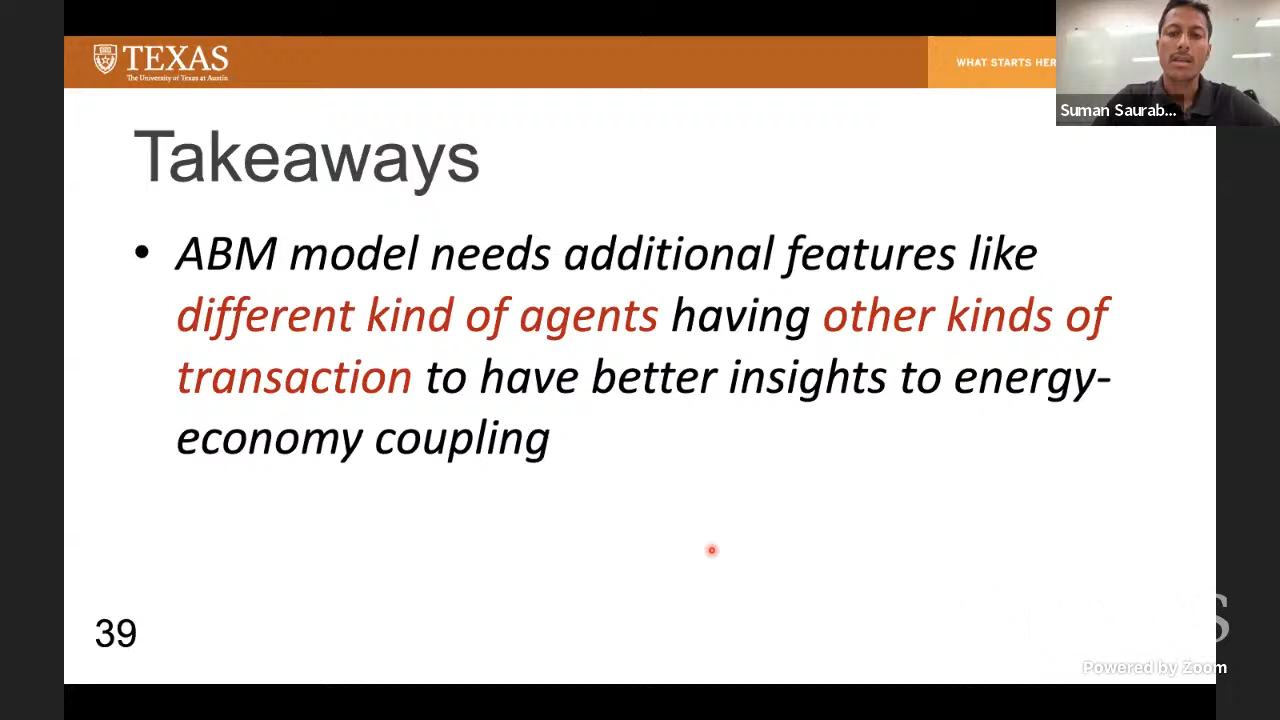 TEXAS
The University of Texas at Austin
WHAT STARTS HER
Suman Saurab...
Takeaways
• ABM model needs additional features like
different kind of agents having other kinds of
transaction to have better insights to energy-
economy coupling
39
S
Powered by Zoom